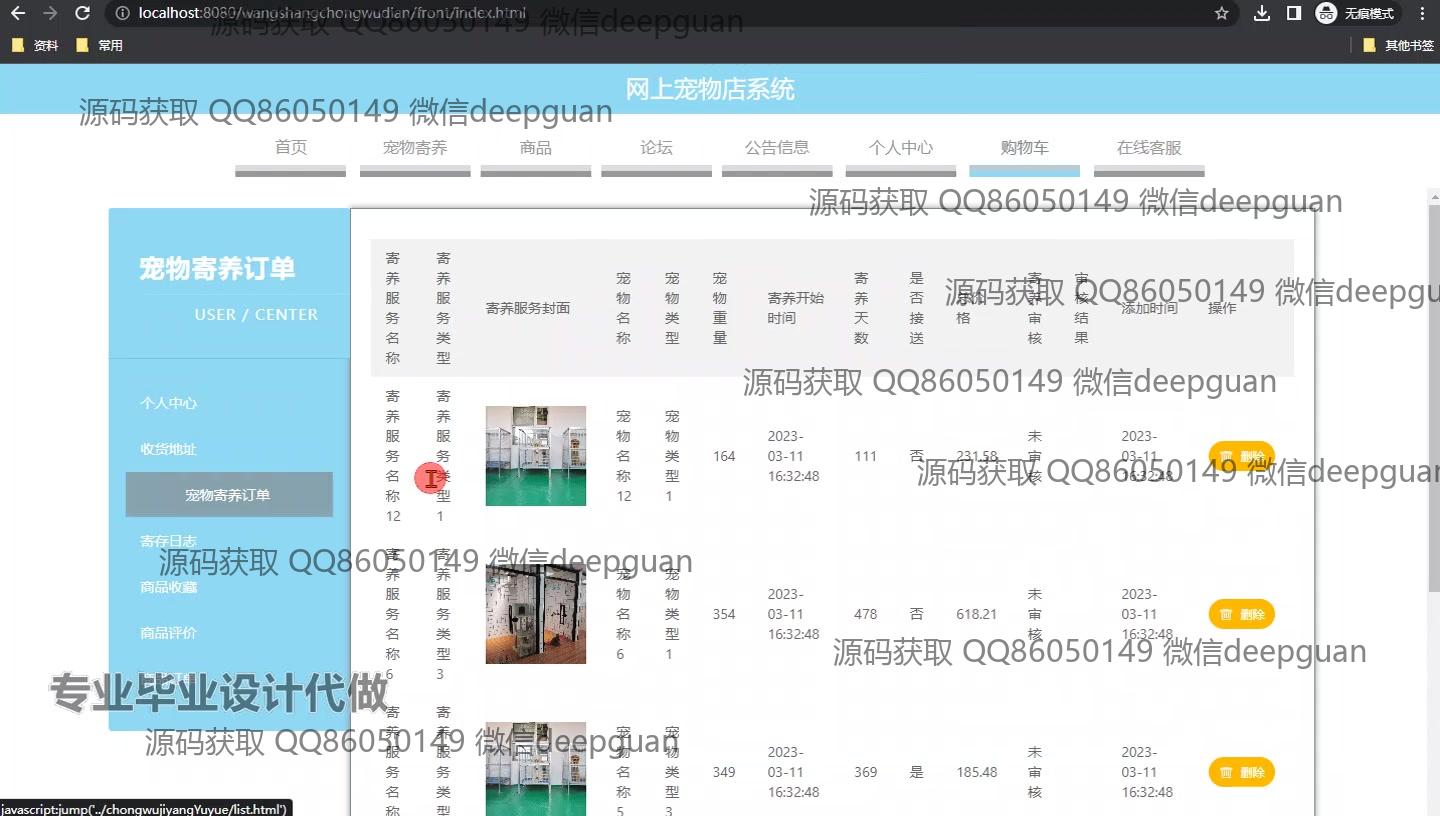 localhost:8080/wangshangchongwudian/front/index.html
无痕模式
资料
常用
其他书签
源码获取 QQ86050149 微信deepguan
网上宠物店系统
源码获取 QQ86050149 微信deepguan
首页
宠物寄养
商品
论坛
公告信息
个人中心
购物车
在线客服
源码获取 QQ86050149 微信deepguan
宠物寄养订单
USER / CENTER
个人中心
收货地址
宠物寄养订单
寄存日志
商品收藏
商品评价
寄养服务名称
寄养服务类型
寄养服务封面
宠物名称
宠物类型
宠物重量
寄养开始
时间
寄养天数
是否接送
格
寄养审核
审核结果
添加时间
操作
源码获取 QQ86050149 微信deepgu
源码获取 QQ86050149 微信deepguan
寄养服务名称12
寄养服务类型1
宠物名称12
宠物类型1
164
2023-
03-11
16:32:48
111
否
231.58
未审核
2023-
03-11
16:32:48
删除
源码获取 QQ86050149 微信deepguan
源码获取 QQ86050149 微信deepguan
寄养服务名称6
寄养服务类型3
宠物名称6
宠物类型1
354
2023-
03-11
16:32:48
478
否
618.21
未审核
2023-
03-11
16:32:48
删除
源码获取 QQ86050149 微信deepguan
专业毕业设计代做
源码获取 QQ86050149 微信deepguan
寄养服务名称
寄养服务类型
宠物名称5
宠物类型3
349
2023-
03-11
16:32:48
369
是
185.48
未审核
2023-
03-11
16:32:48
删除
javascript:jump('../chongwujiyangYuyue/list.html')